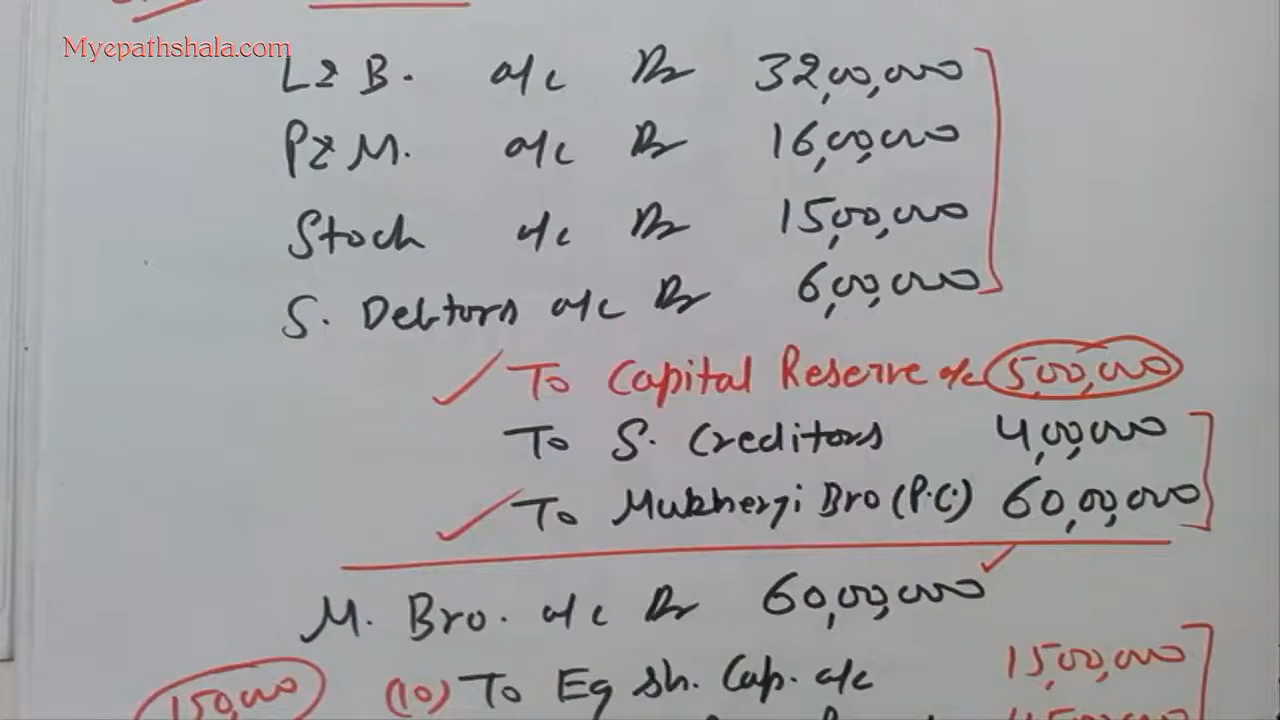 Myepathshala.com
L & B. a/c Dr 32,00,000
P & M. a/c Dr 16,00,000
Stock a/c Dr 15,00,000
S. Debtors a/c Dr 6,00,000
To Capital Reserve a/c 5,00,000
To S. Creditors 4,00,000
To Mukherji Bro (P.C) 60,00,000
M. Bro. a/c Dr 60,00,000
150,000 (10) To Eq sh. Cap. a/c 15,00,000